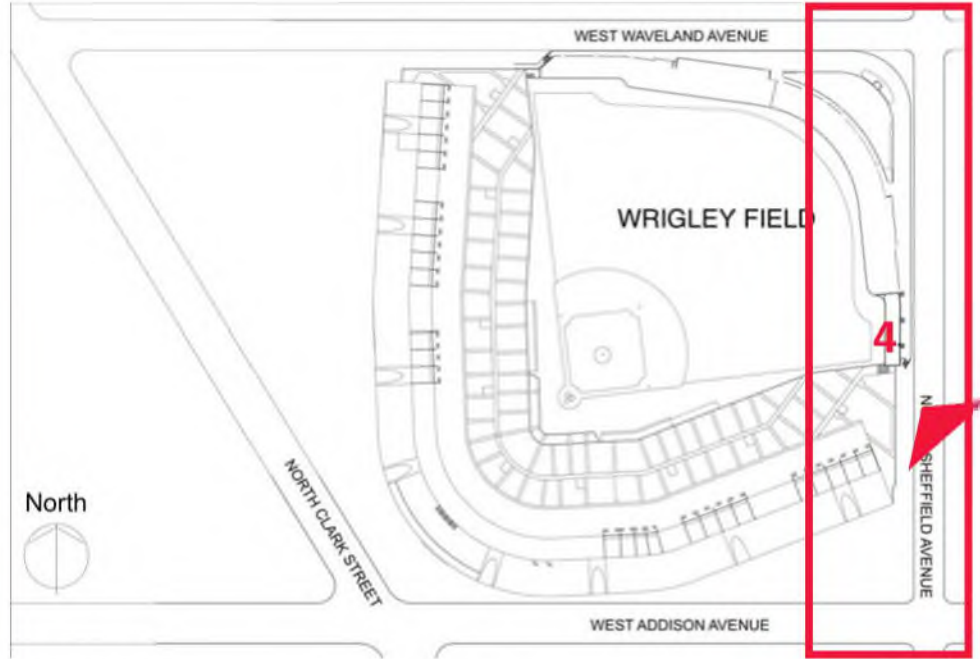 WEST WAVELAND AVENUE
WRIGLEY FIELD
4
North
NORTH CLARK STREET
SHEFFIELD AVENUE
WEST ADDISON AVENUE